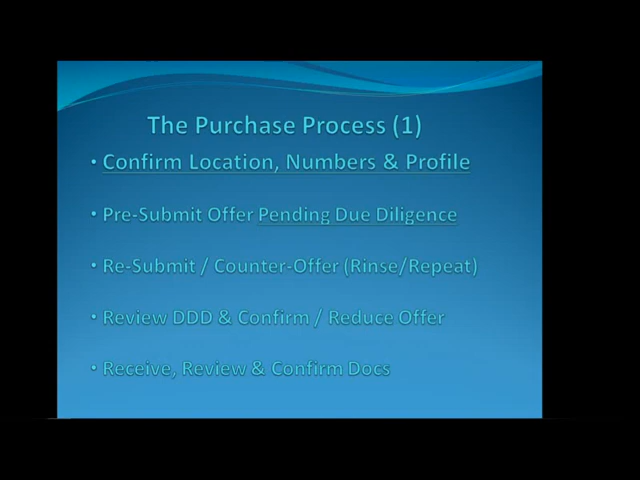 The Purchase Process (1)
• Confirm Location, Numbers & Profile
• Pre-Submit Offer Pending Due Diligence
• Re-Submit / Counter-Offer (Rinse/Repeat)
• Review DDD & Confirm / Reduce Offer
• Receive, Review & Confirm Docs